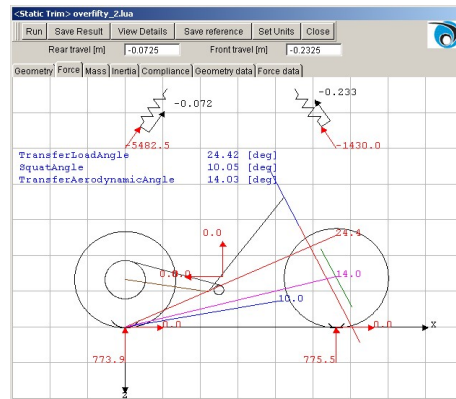 <Static Trim> overfifty_2.lua
Run Save Result View Details Save reference Set Units Close
Rear travel [m] -0.0725 Front travel [m] -0.2325
Geometry Force Mass Inertia Compliance Geometry data Force data
-0.072 -0.233
-5482.5 -1430.0
TransferLoadAngle 24.42 [deg]
SquatAngle 10.05 [deg]
TransferAerodynamicAngle 14.03 [deg]
0.0 24.4
0.0 14.0
10.0
0.0 0.0 X
773.9 775.5
Z